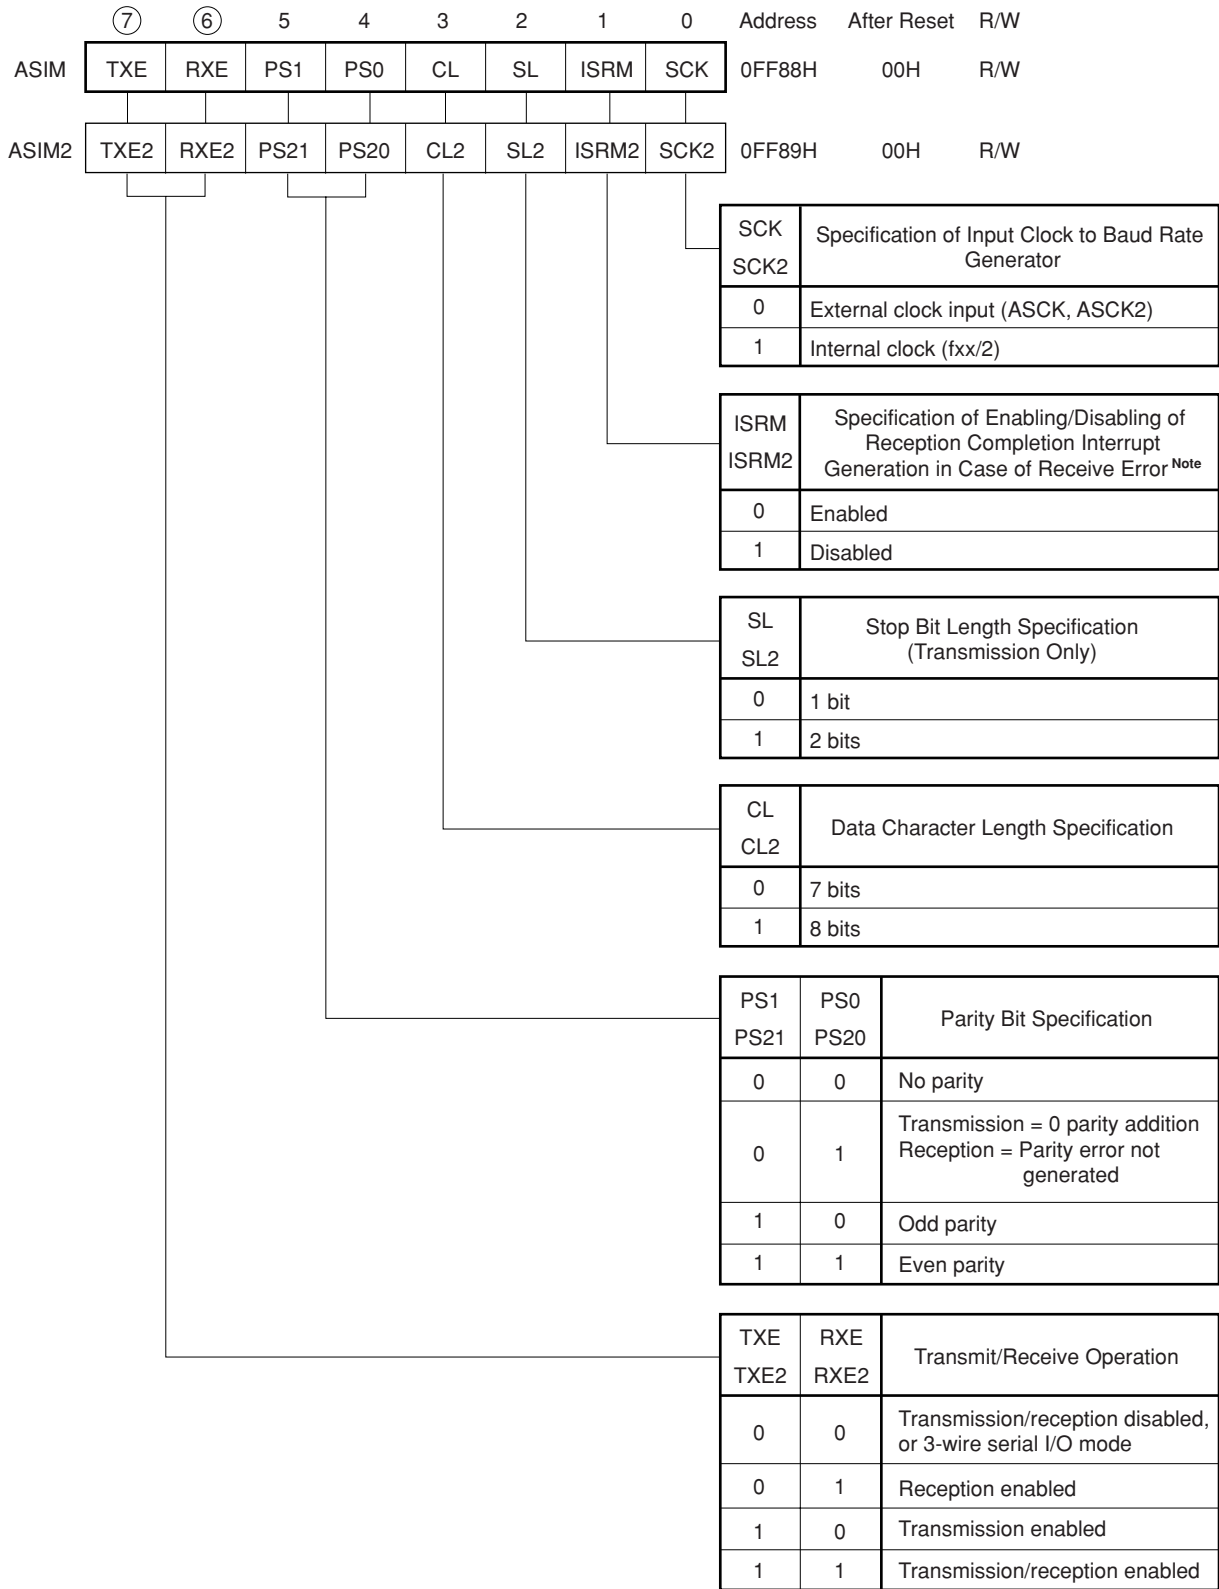 7 6 5 4 3 2 1 0 Address After Reset R/W
ASIM TXE RXE PS1 PS0 CL SL ISRM SCK 0FF88H 00H R/W
ASIM2 TXE2 RXE2 PS21 PS20 CL2 SL2 ISRM2 SCK2 0FF89H 00H R/W
SCK
SCK2
Specification of Input Clock to Baud Rate
Generator
0 External clock input (ASCK, ASCK2)
1 Internal clock (fxx/2)
ISRM
ISRM2
Specification of Enabling/Disabling of
Reception Completion Interrupt
Generation in Case of Receive Error Note
0 Enabled
1 Disabled
SL
SL2
Stop Bit Length Specification
(Transmission Only)
0 1 bit
1 2 bits
CL
CL2
Data Character Length Specification
0 7 bits
1 8 bits
PS1 PS0
PS21 PS20
Parity Bit Specification
0 0 No parity
0 1 Transmission = 0 parity addition
Reception = Parity error not
generated
1 0 Odd parity
1 1 Even parity
TXE RXE
TXE2 RXE2
Transmit/Receive Operation
0 0 Transmission/reception disabled,
or 3-wire serial I/O mode
0 1 Reception enabled
1 0 Transmission enabled
1 1 Transmission/reception enabled